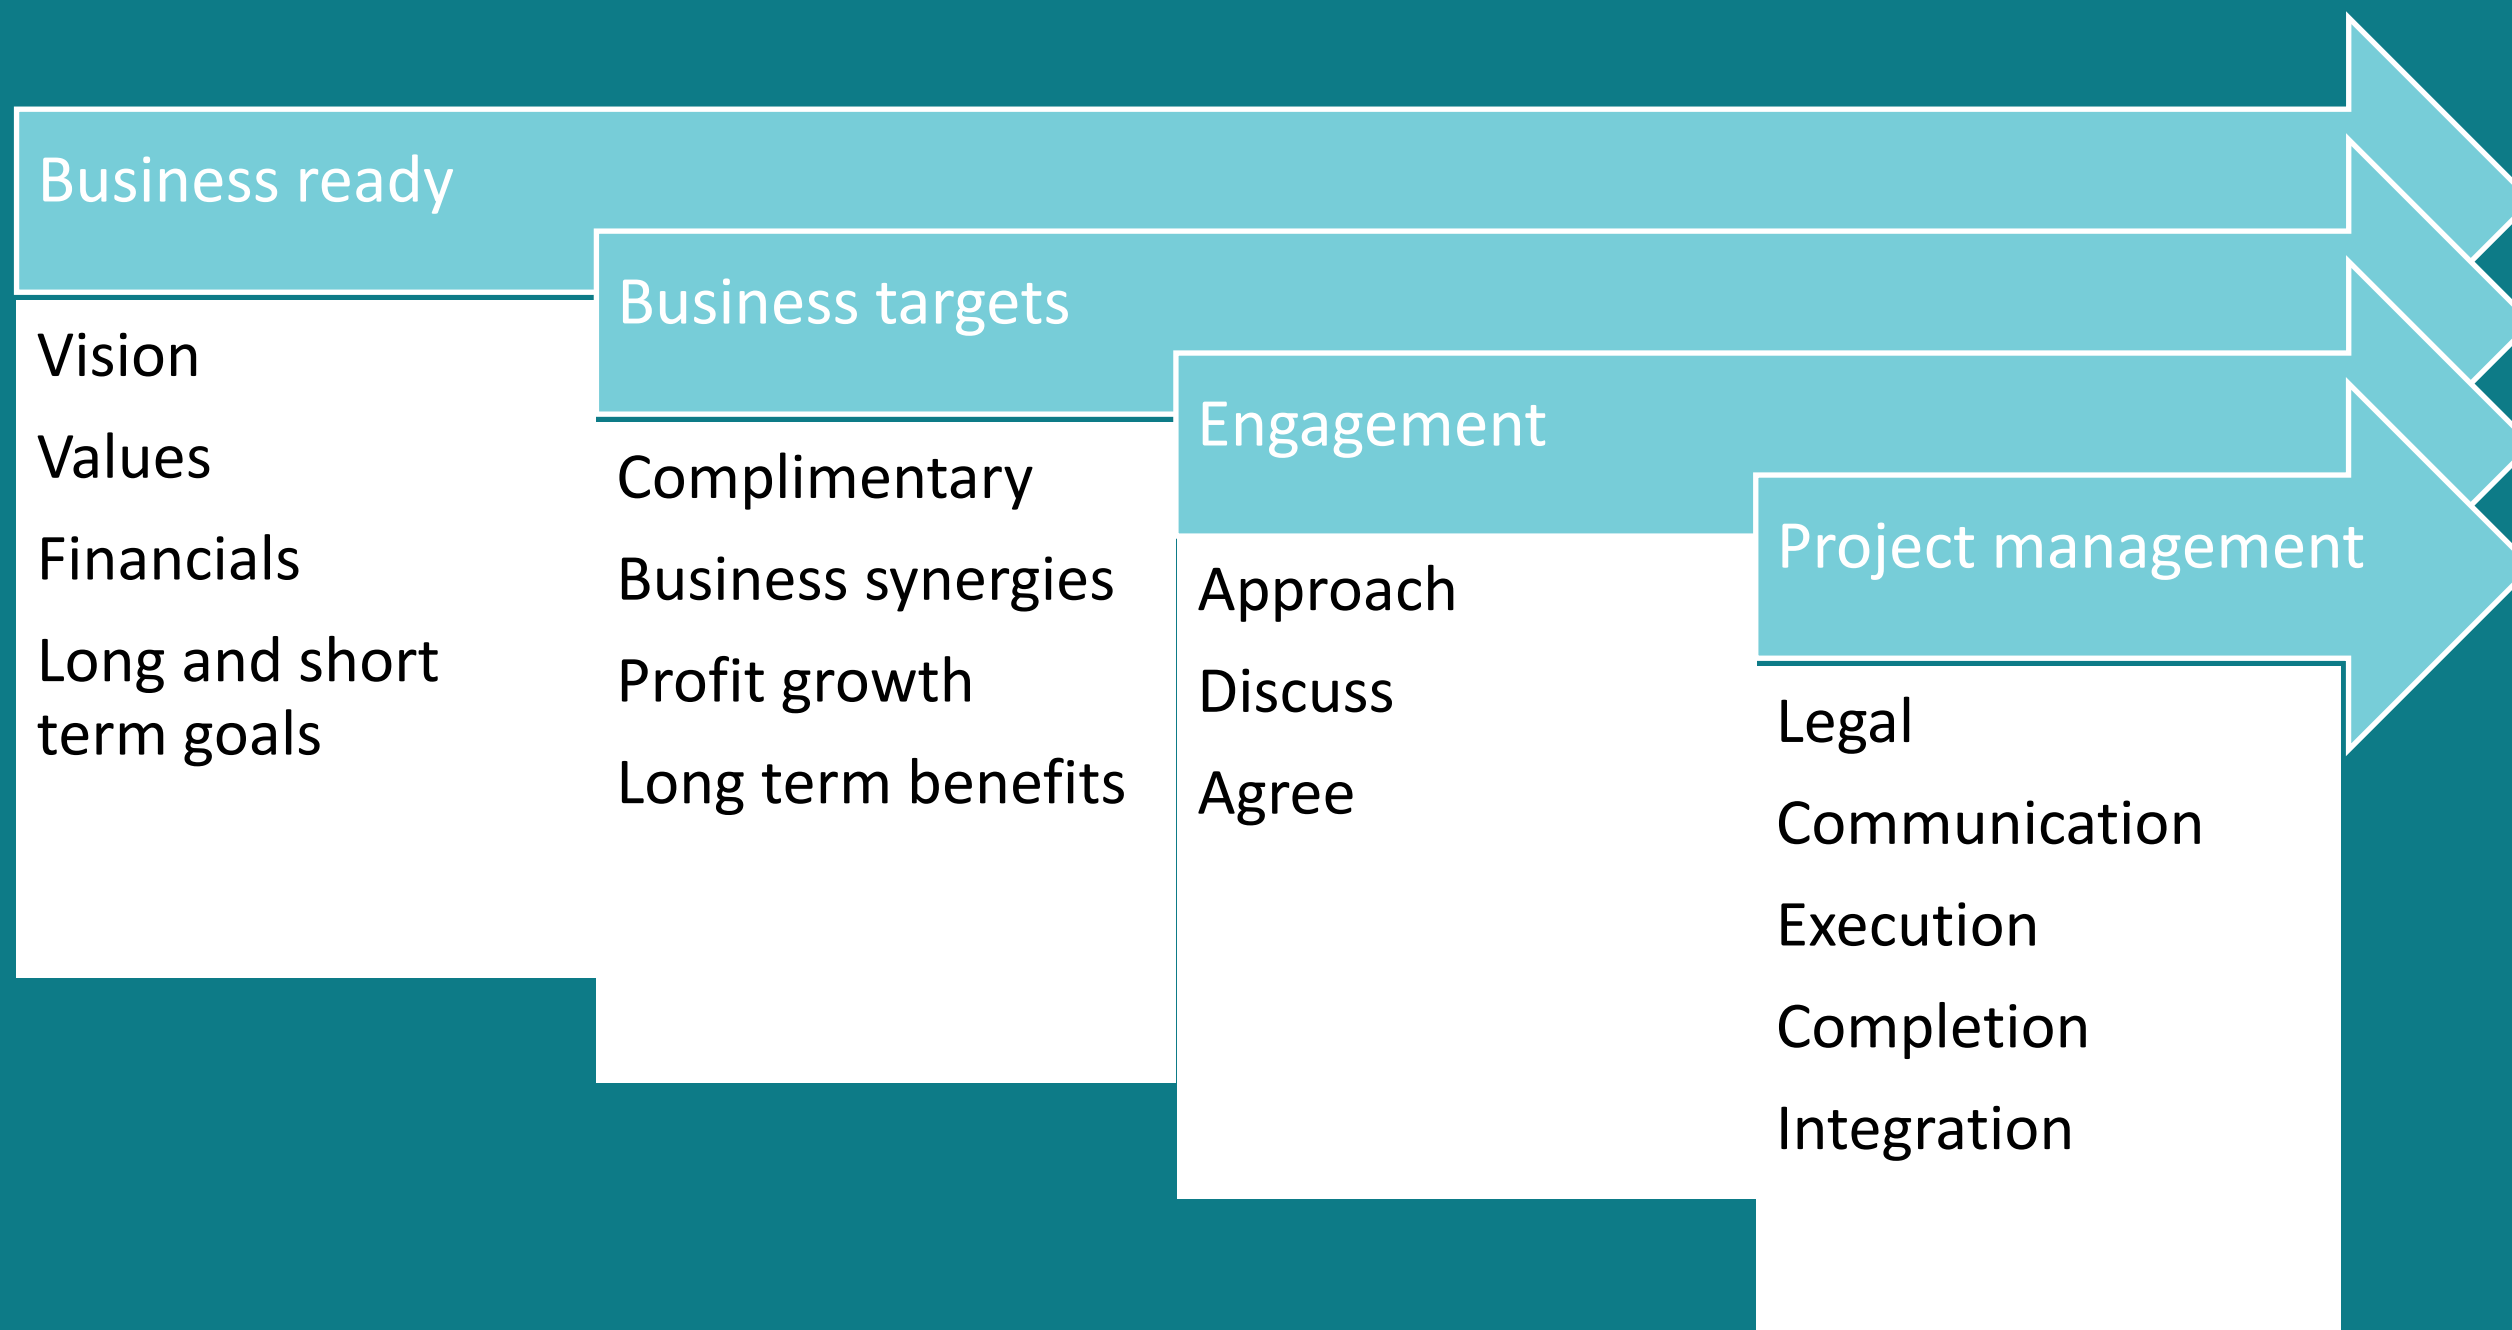 Business ready
Vision
Values
Financials
Long and short
term goals
Business targets
Complimentary
Business synergies
Profit growth
Long term benefits
Engagement
Approach
Discuss
Agree
Project management
Legal
Communication
Execution
Completion
Integration